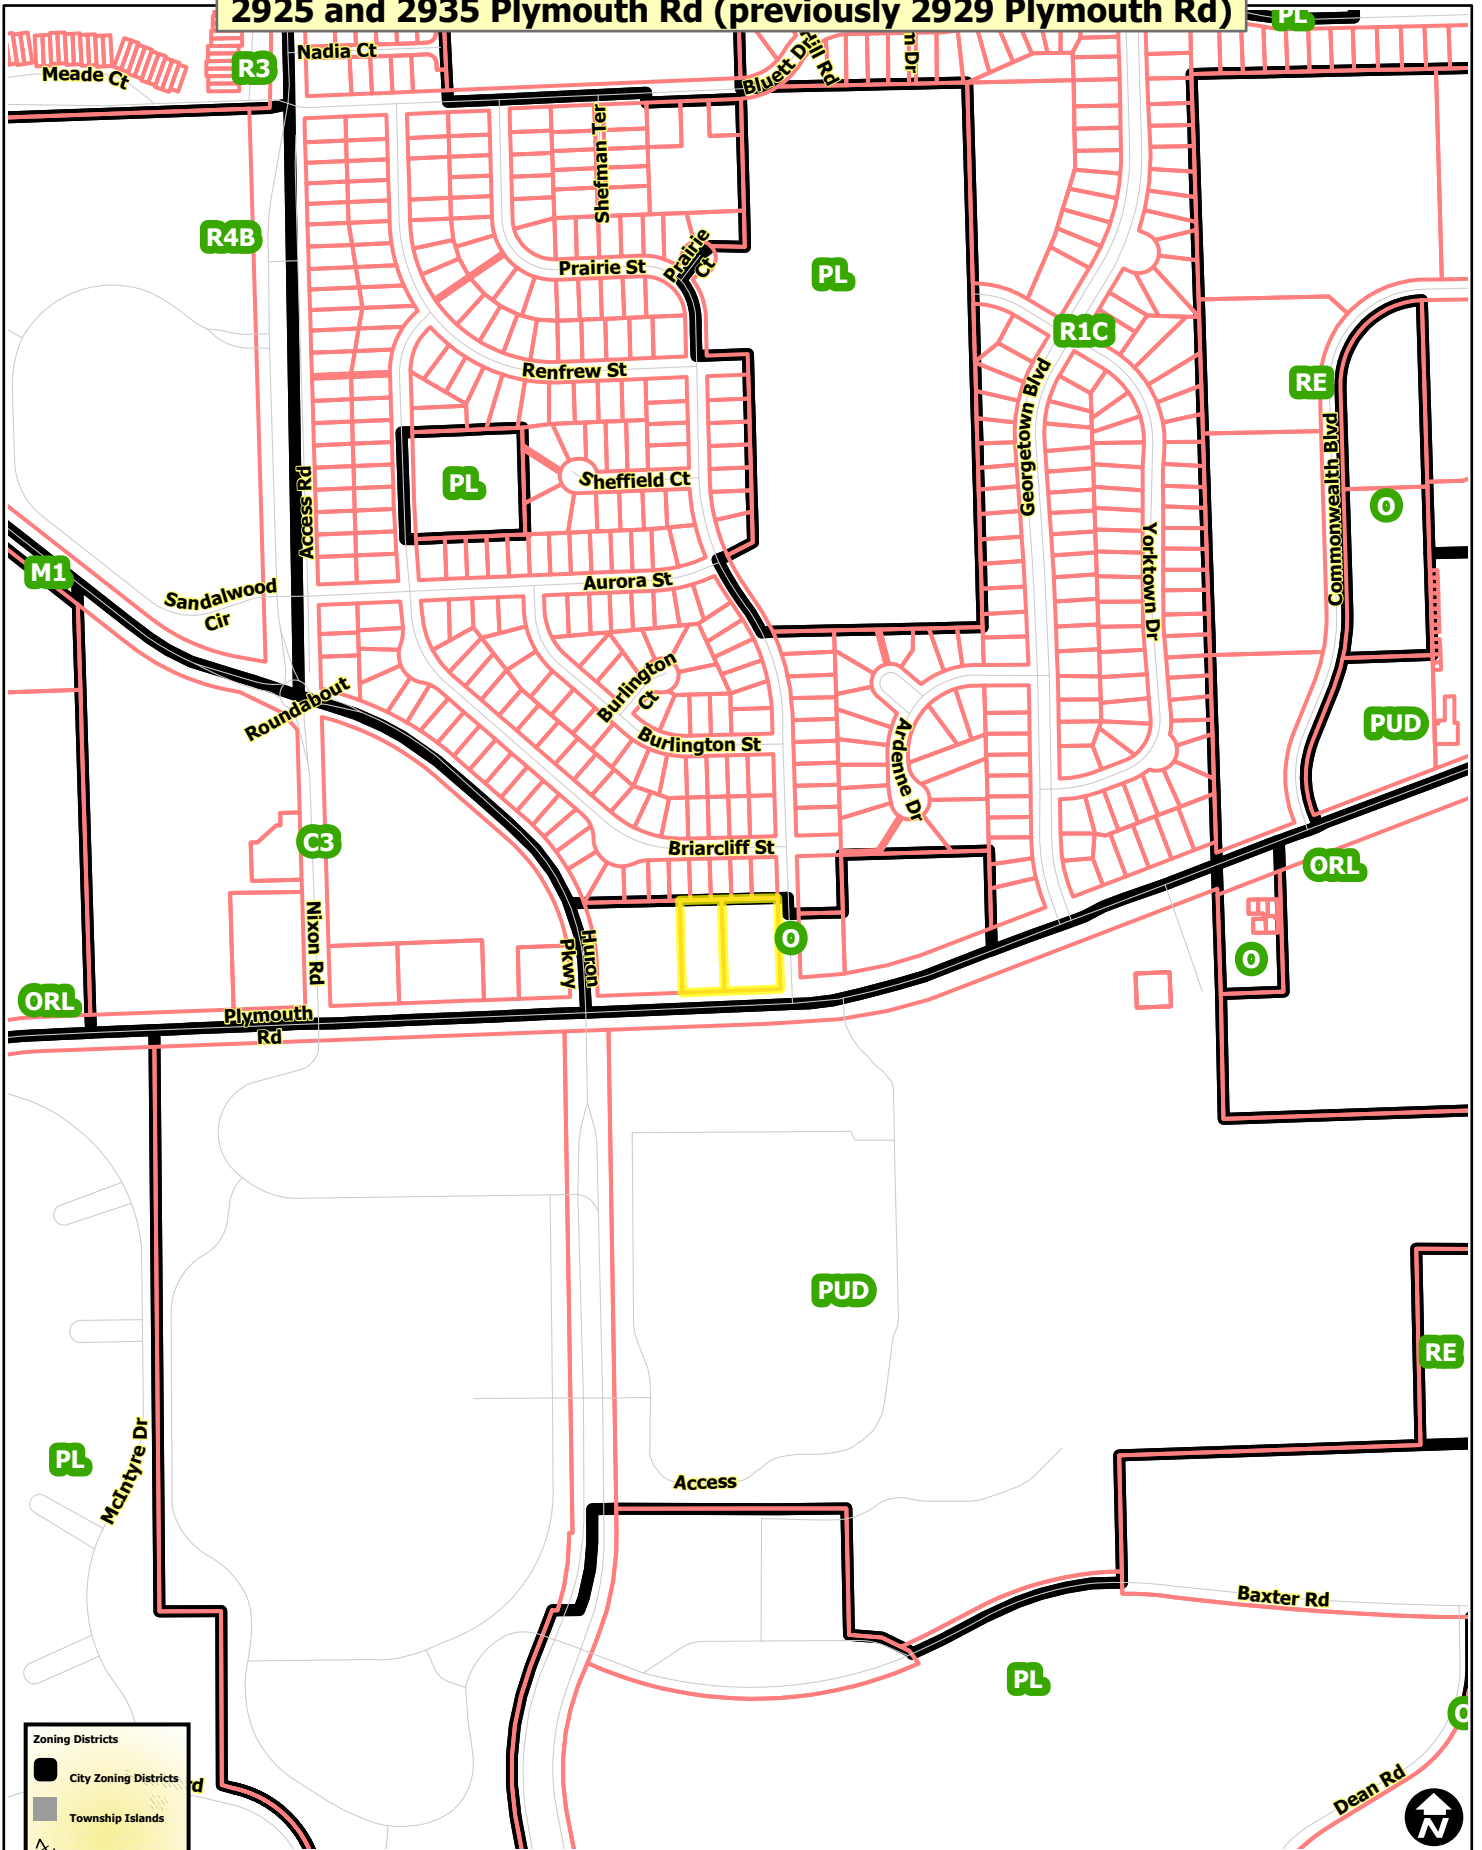 2925 and 2935 Plymouth Rd (previously 2929 Plymouth Rd)
PL
Nadia Ct
R3
Meade Ct
Bluett Dr
Hill Rd
m Dr
Shefman Ter
R4B
Prairie St
Prairie
Ct
PL
R1C
Renfrew St
RE
Georgetown Blvd
Commonwealth Blvd
PL
Sheffield Ct
O
Access Rd
M1
Sandalwood
Cir
Aurora St
Yorktown Dr
Burlington
Ct
Roundabout
PUD
Burlington St
Ardenne Dr
C3
Briarcliff St
ORL
Nixon Rd
Huron
Pkwy
O
O
ORL
Plymouth
Rd
PUD
RE
PL
McIntyre Dr
Access
Baxter Rd
PL
O
Zoning Districts
City Zoning Districts
rd
Township Islands
Dean Rd
N